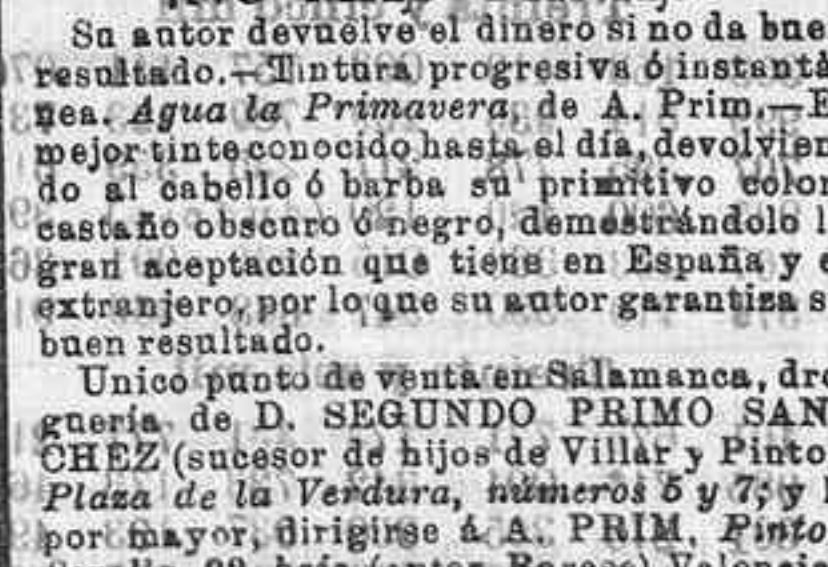 Su autor devuelve el dinero si no da bue
resultado.—Tintura progresiva ó instantá
nea. Agua la Primavera, de A. Prim.—E
mejor tinte conocido hasta el día, devolvien
do al cabello ó barba su primitivo color
castaño obscuro ó negro, demostrándolo l
gran aceptación que tiene en España y e
extranjero, por lo que su autor garantiza s
buen resultado.
Unico punto de venta en Salamanca, dro
guería de D. SEGUNDO PRIMO SAN
CHEZ (sucesor de hijos de Villar y Pinto
Plaza de la Verdura, números 5 y 7; y
por mayor, dirigirse á A. PRIM, Pinto
bajo (antes Valencia